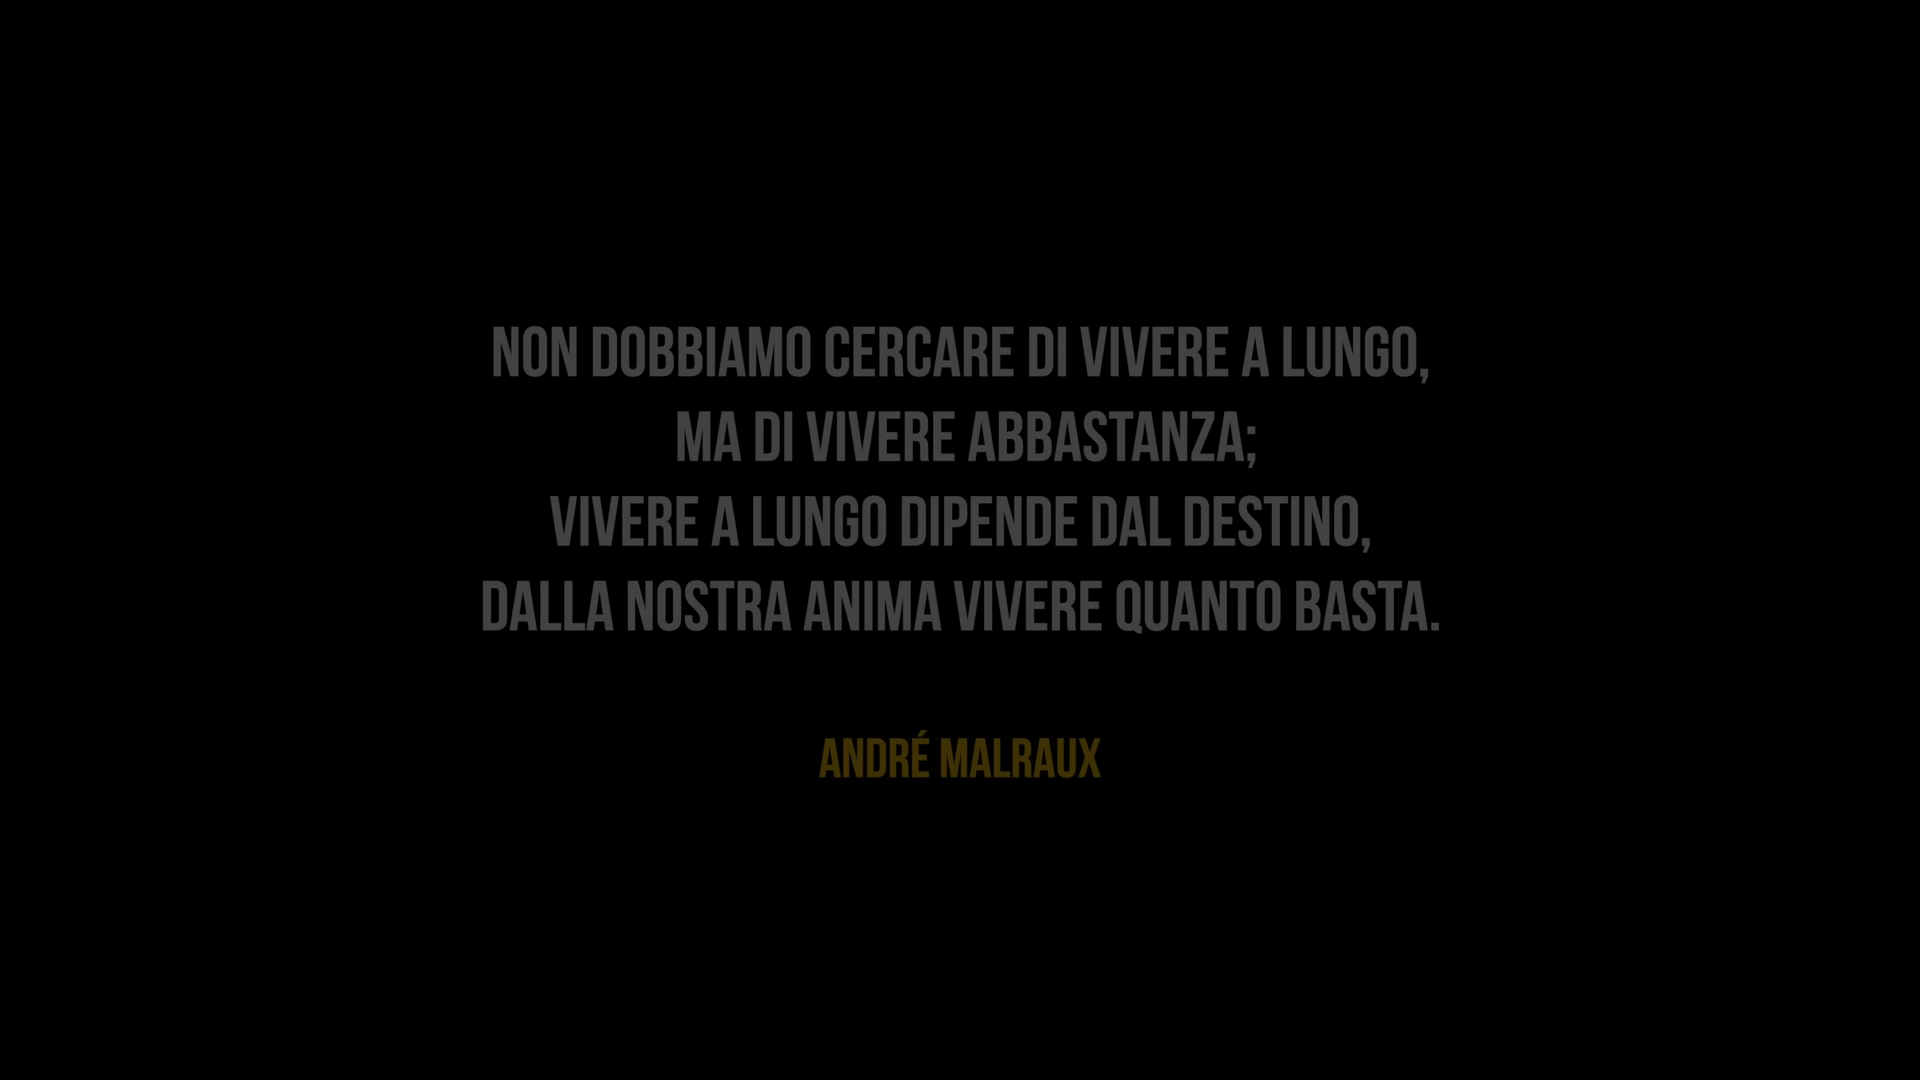 NON DOBBIAMO CERCARE DI VIVERE A LUNGO,
MA DI VIVERE ABBASTANZA;
VIVERE A LUNGO DIPENDE DAL DESTINO,
DALLA NOSTRA ANIMA VIVERE QUANTO BASTA.
ANDRÉ MALRAUX